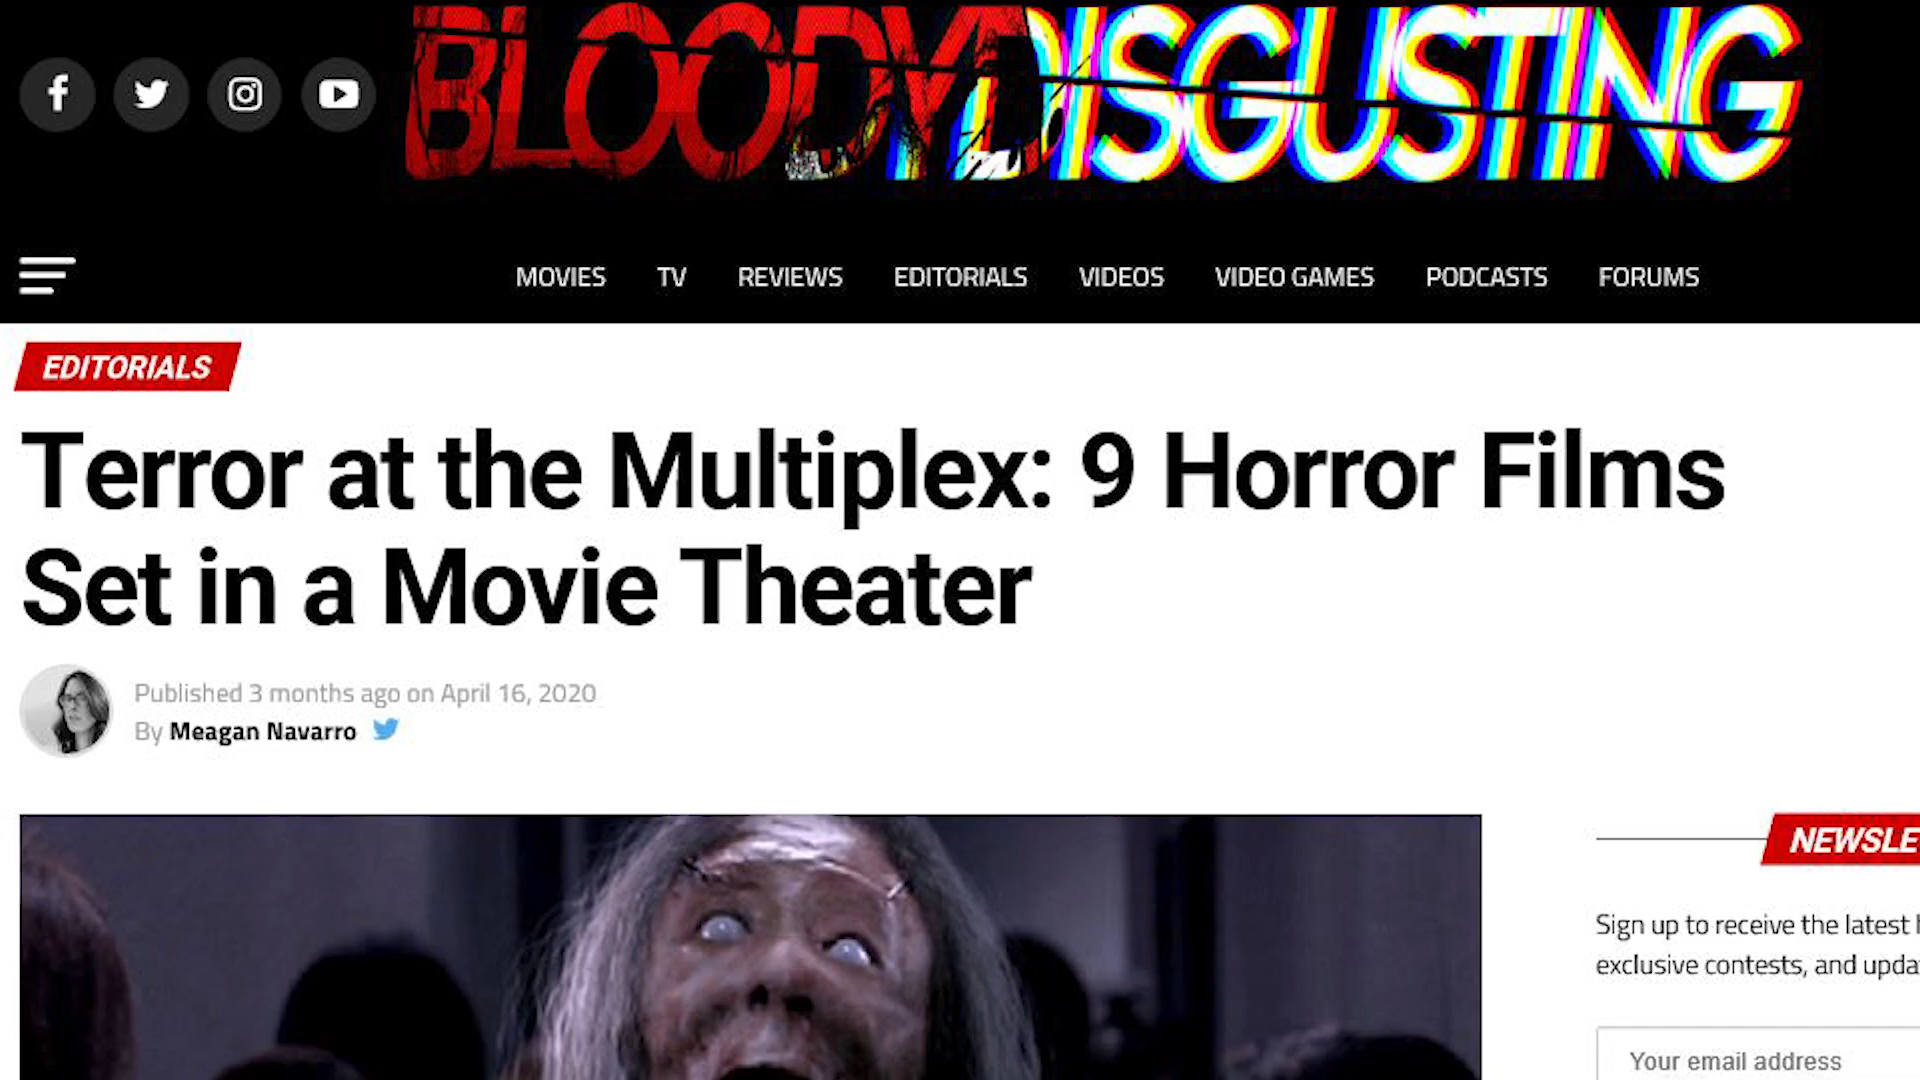 BLOODY DISGUSTING
MOVIES TV REVIEWS EDITORIALS VIDEOS VIDEO GAMES PODCASTS FORUMS
EDITORIALS
Terror at the Multiplex: 9 Horror Films
Set in a Movie Theater
Published 3 months ago on April 16, 2020
By Meagan Navarro
NEWSLE
Sign up to receive the latest
exclusive contests, and upda
Your email address